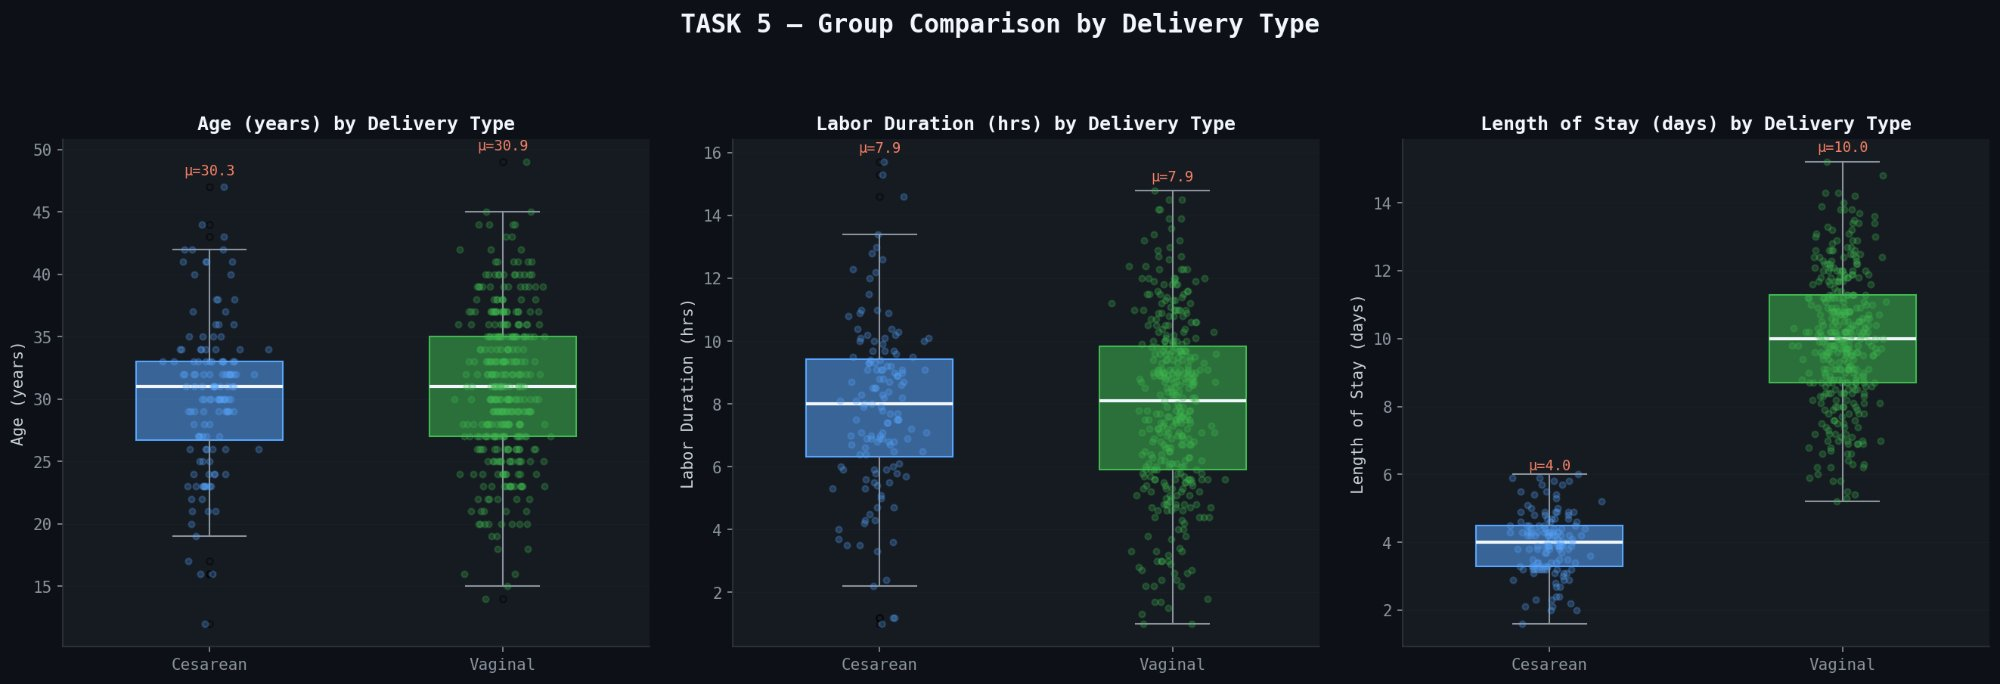 TASK 5 — Group Comparison by Delivery Type
Age (years) by Delivery Type
Age (years)
50
45
40
35
30
25
20
15
μ=30.3
μ=30.9
Cesarean
Vaginal
Labor Duration (hrs) by Delivery Type
Labor Duration (hrs)
16
14
12
10
8
6
4
2
μ=7.9
μ=7.9
Cesarean
Vaginal
Length of Stay (days) by Delivery Type
Length of Stay (days)
14
12
10
8
6
4
2
μ=4.0
μ=10.0
Cesarean
Vaginal